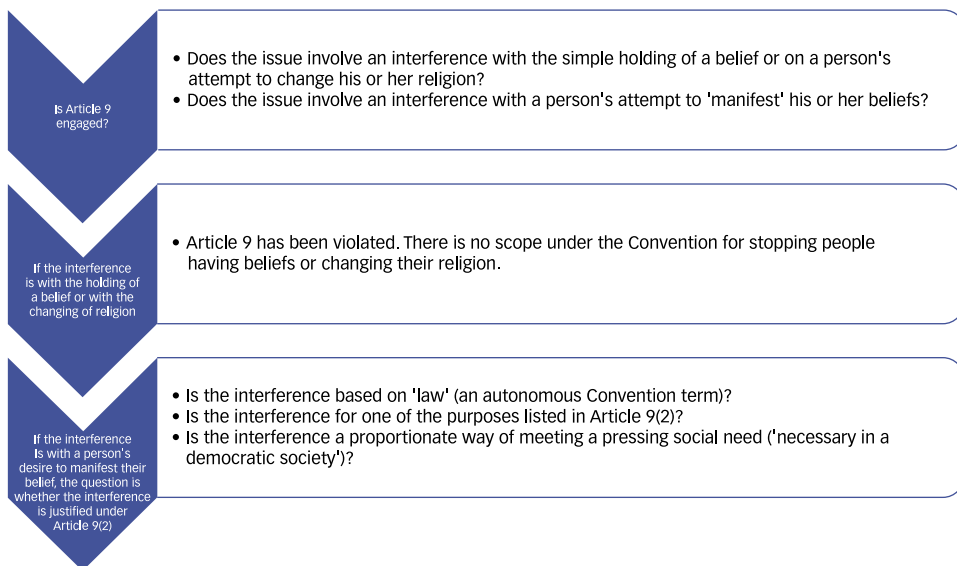 Is Article 9
engaged?
• Does the issue involve an interference with the simple holding of a belief or on a person's
attempt to change his or her religion?
• Does the issue involve an interference with a person's attempt to 'manifest' his or her beliefs?
If the interference
is with the holding of
a belief or with the
changing of religion
• Article 9 has been violated. There is no scope under the Convention for stopping people
having beliefs or changing their religion.
If the interference
Is with a person's
desire to manifest their
belief, the question is
whether the interference
is justified under
Article 9(2)
• Is the interference based on 'law' (an autonomous Convention term)?
• Is the interference for one of the purposes listed in Article 9(2)?
• Is the interference a proportionate way of meeting a pressing social need ('necessary in a
democratic society')?